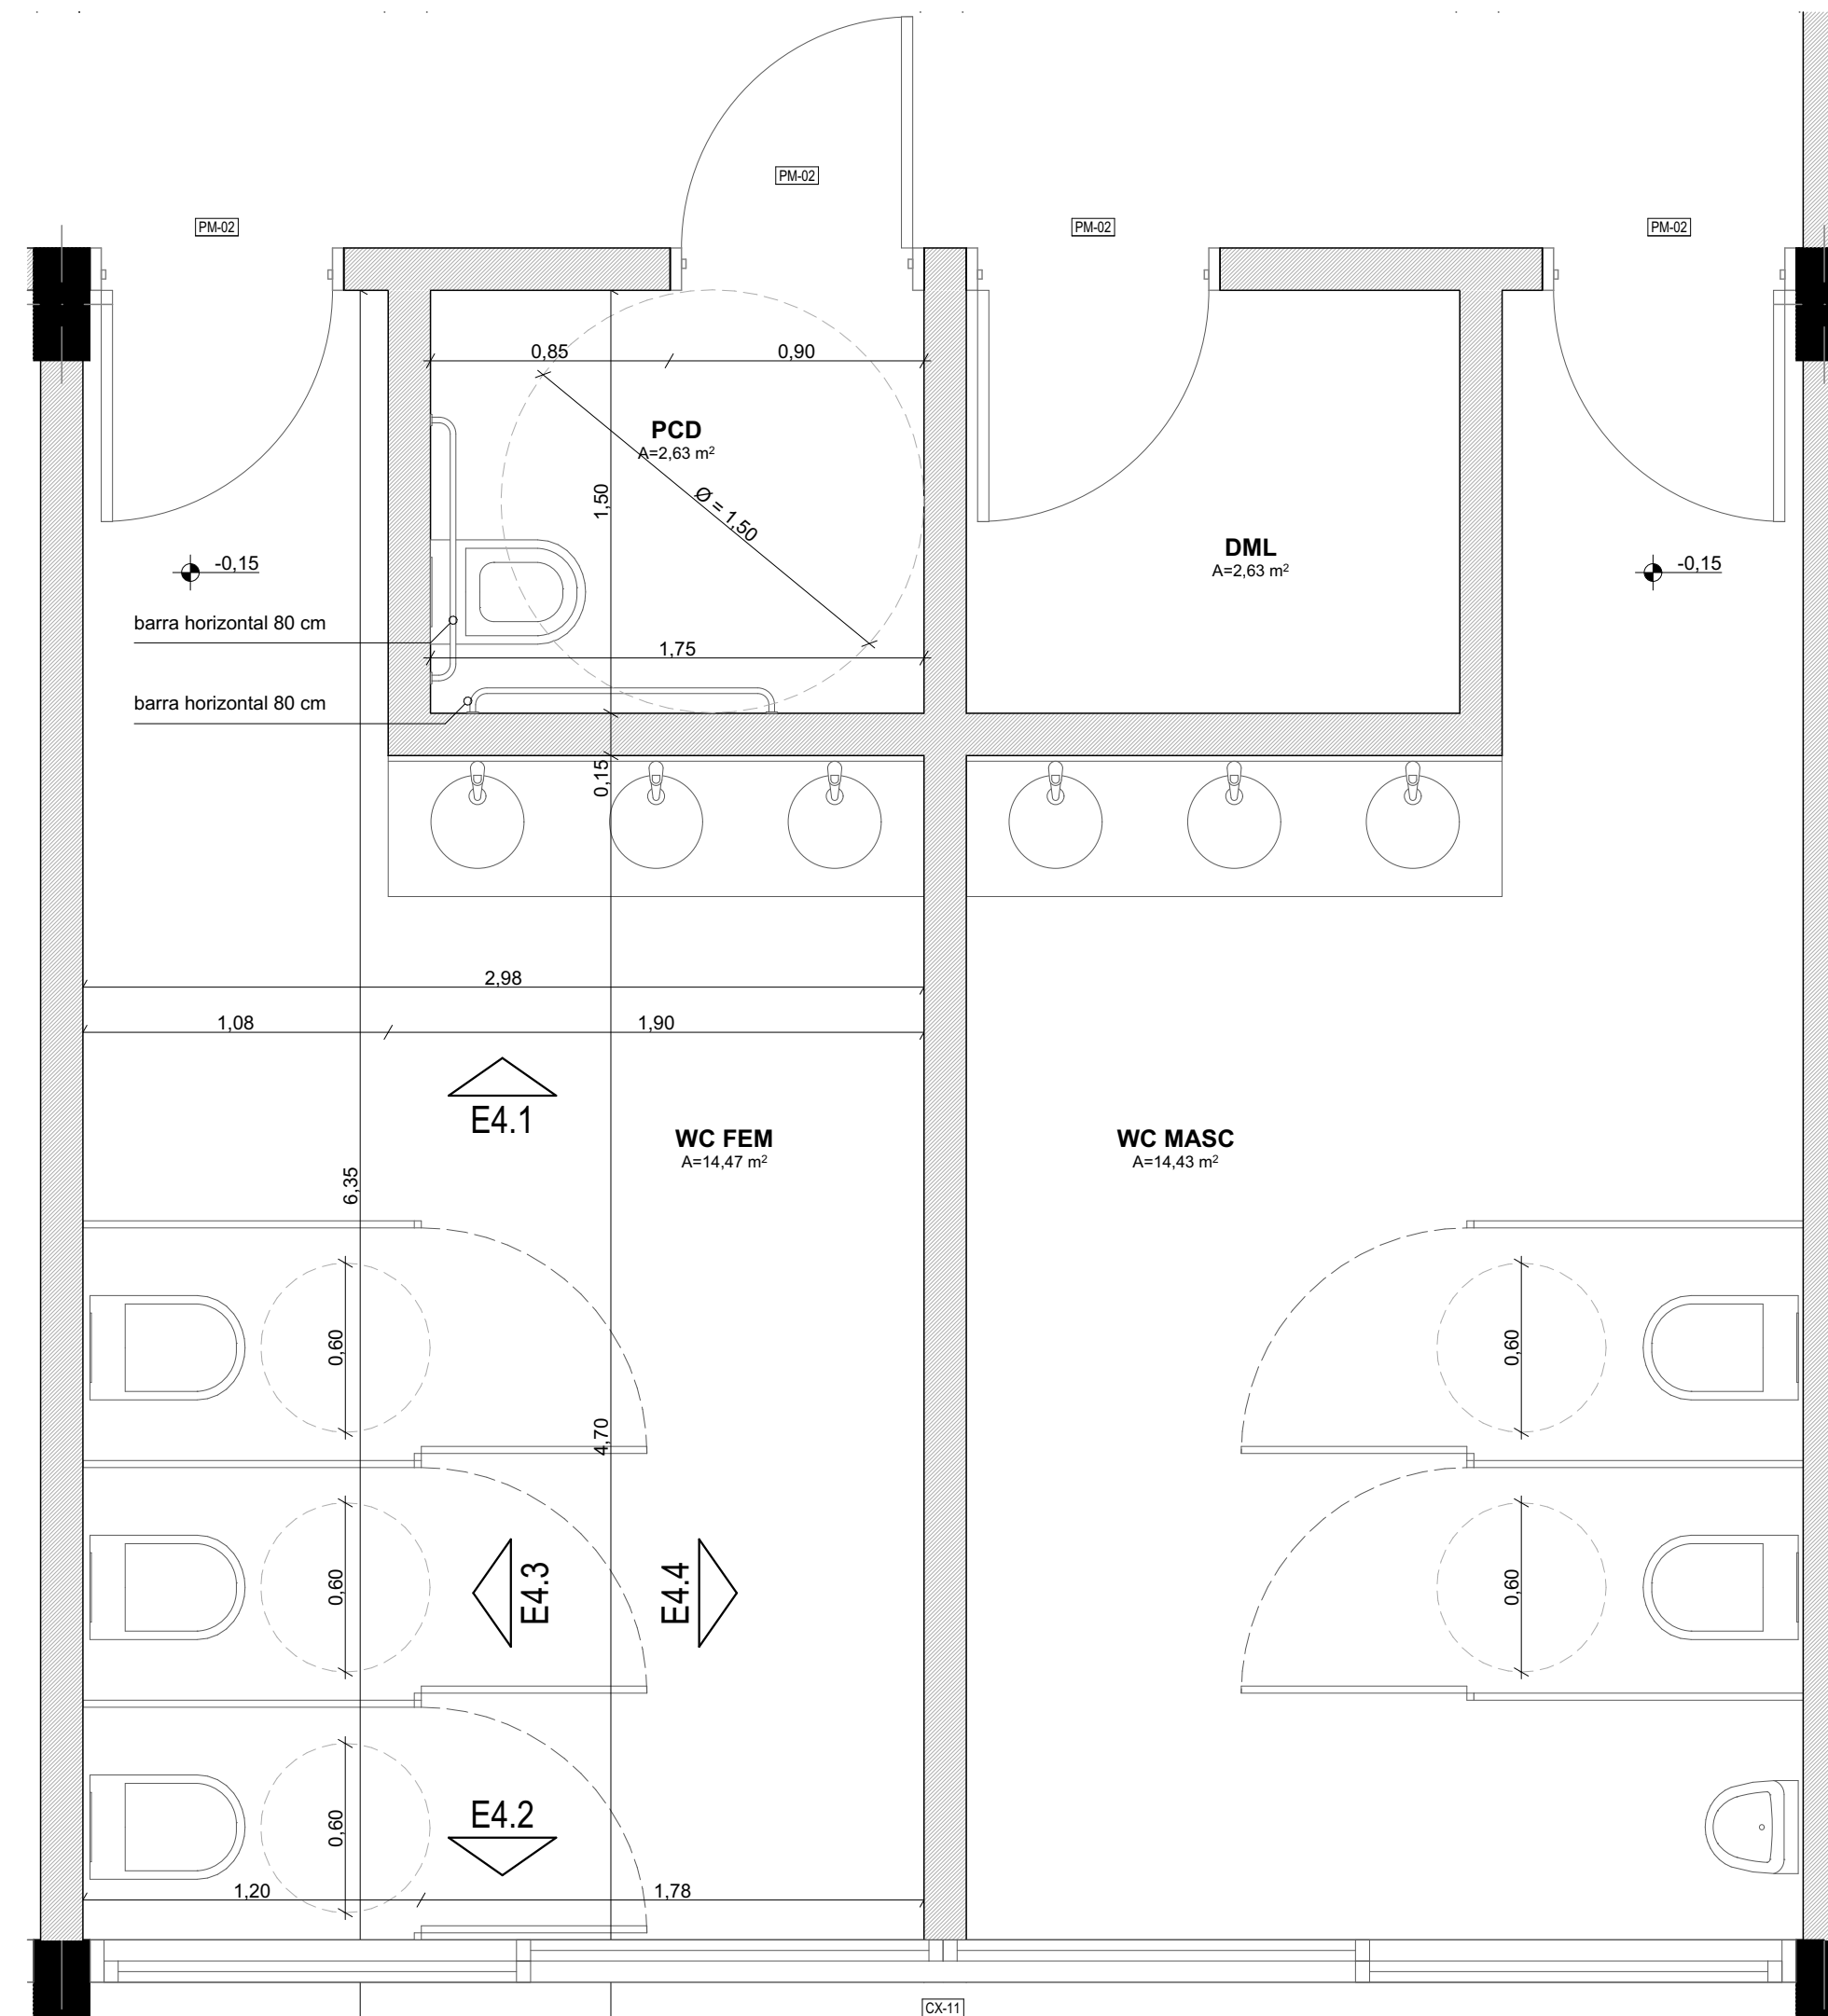 PM-02
PM-02
PM-02
PM-02
0,85
0,90
PCD
A=2,63 m²
1,50
Ø = 1,50
DML
A=2,63 m²
-0,15
-0,15
barra horizontal 80 cm
1,75
barra horizontal 80 cm
0,15
2,98
1,08
1,90
E4.1
WC FEM
A=14,47 m²
WC MASC
A=14,43 m²
6,35
0,60
0,60
4,70
0,60
E4.3
E4.4
0,60
0,60
E4.2
1,20
1,78
CX-11